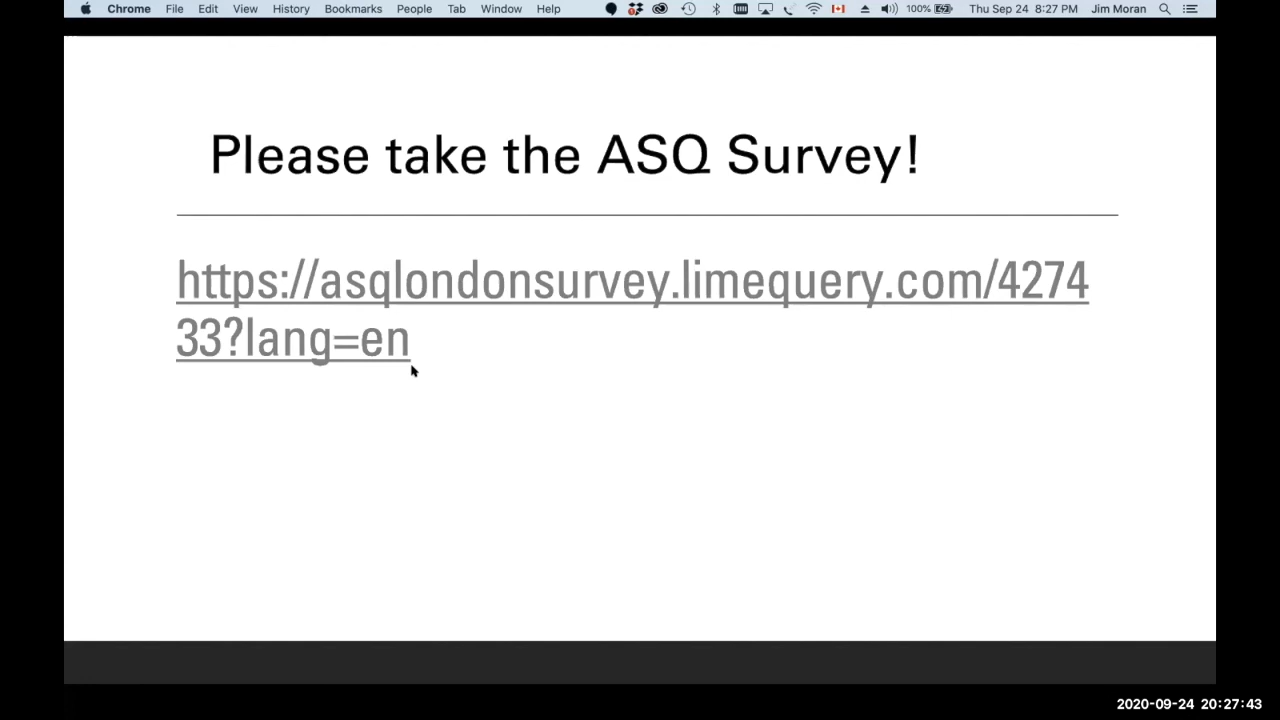 Chrome File Edit View History Bookmarks People Tab Window Help 100% Thu Sep 24 8:27 PM Jim Moran
Please take the ASQ Survey!
https://asqlondonsurvey.limequery.com/4274
33?lang=en
2020-09-24 20:27:43